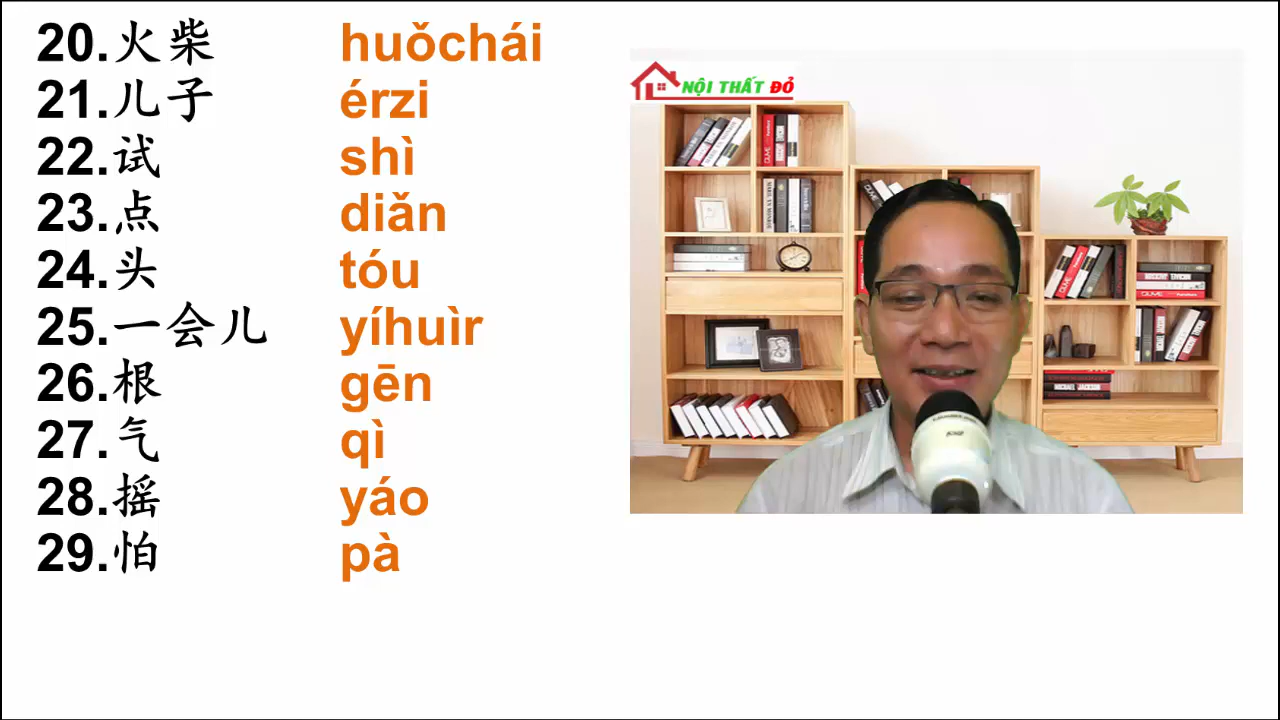 20.火柴 huǒchái
21.儿子 érzi
22.试 shì
23.点 diǎn
24.头 tóu
25.一会儿 yíhuìr
26.根 gēn
27.气 qì
28.摇 yáo
29.怕 pà
NỘI THẤT ĐỎ